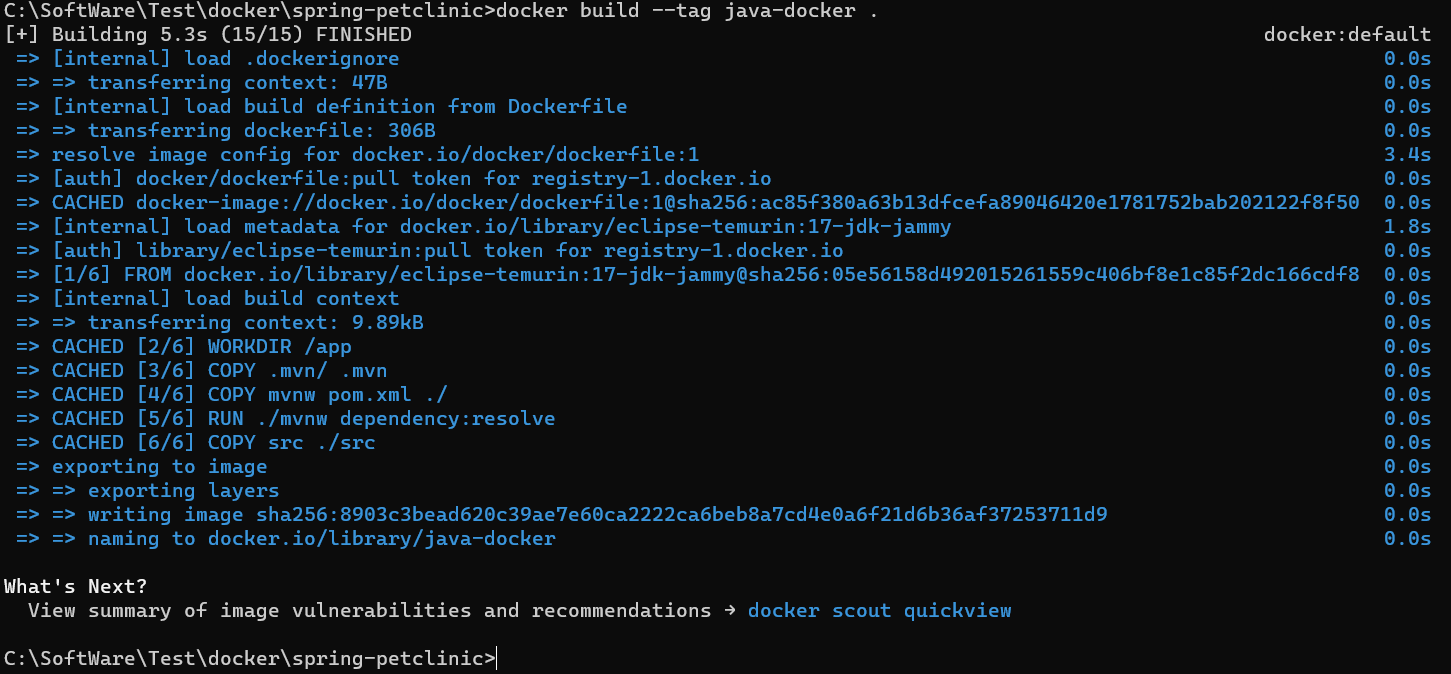 C:\SoftWare\Test\docker\spring-petclinic>docker build --tag java-docker .
[+] Building 5.3s (15/15) FINISHED docker:default
=> [internal] load .dockerignore 0.0s
=> => transferring context: 47B 0.0s
=> [internal] load build definition from Dockerfile 0.0s
=> => transferring dockerfile: 306B 0.0s
=> resolve image config for docker.io/docker/dockerfile:1 3.4s
=> [auth] docker/dockerfile:pull token for registry-1.docker.io 0.0s
=> CACHED docker-image://docker.io/docker/dockerfile:1@sha256:ac85f380a63b13dfcefa89046420e1781752bab202122f8f50 0.0s
=> [internal] load metadata for docker.io/library/eclipse-temurin:17-jdk-jammy 1.8s
=> [auth] library/eclipse-temurin:pull token for registry-1.docker.io 0.0s
=> [1/6] FROM docker.io/library/eclipse-temurin:17-jdk-jammy@sha256:05e56158d492015261559c406bf8e1c85f2dc166cdf8 0.0s
=> [internal] load build context 0.0s
=> => transferring context: 9.89kB 0.0s
=> CACHED [2/6] WORKDIR /app 0.0s
=> CACHED [3/6] COPY .mvn/ .mvn 0.0s
=> CACHED [4/6] COPY mvnw pom.xml ./ 0.0s
=> CACHED [5/6] RUN ./mvnw dependency:resolve 0.0s
=> CACHED [6/6] COPY src ./src 0.0s
=> exporting to image 0.0s
=> => exporting layers 0.0s
=> => writing image sha256:8903c3bead620c39ae7e60ca2222ca6beb8a7cd4e0a6f21d6b36af37253711d9 0.0s
=> => naming to docker.io/library/java-docker 0.0s
What's Next?
View summary of image vulnerabilities and recommendations → docker scout quickview
C:\SoftWare\Test\docker\spring-petclinic>